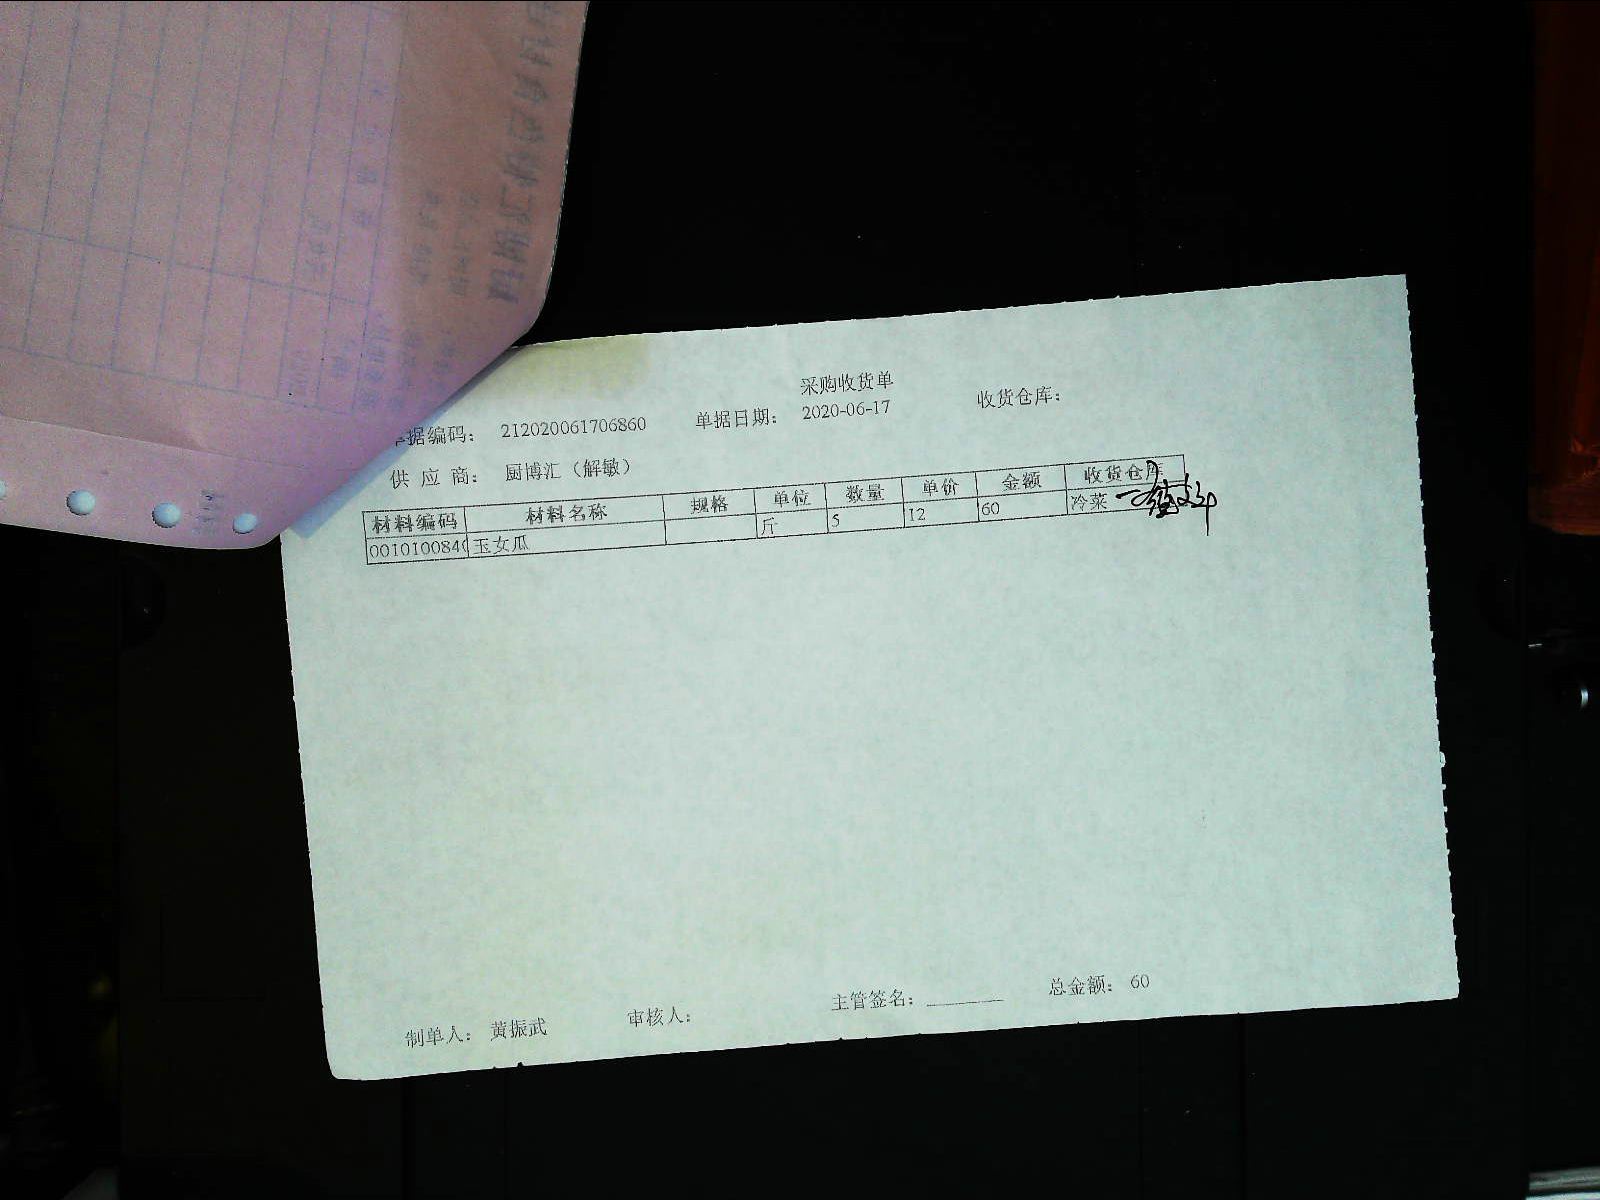 采购收货单
据编码： 212020061706860 单据日期： 2020-06-17 收货仓库：
供 应 商： 厨博汇（解敏）
材料编码 材料名称 规格 单位 数量 单价 金额 收货仓库
001010084 玉女瓜 斤 5 12 60 冷菜
制单人： 黄振武 审核人： 主管签名： 总金额： 60